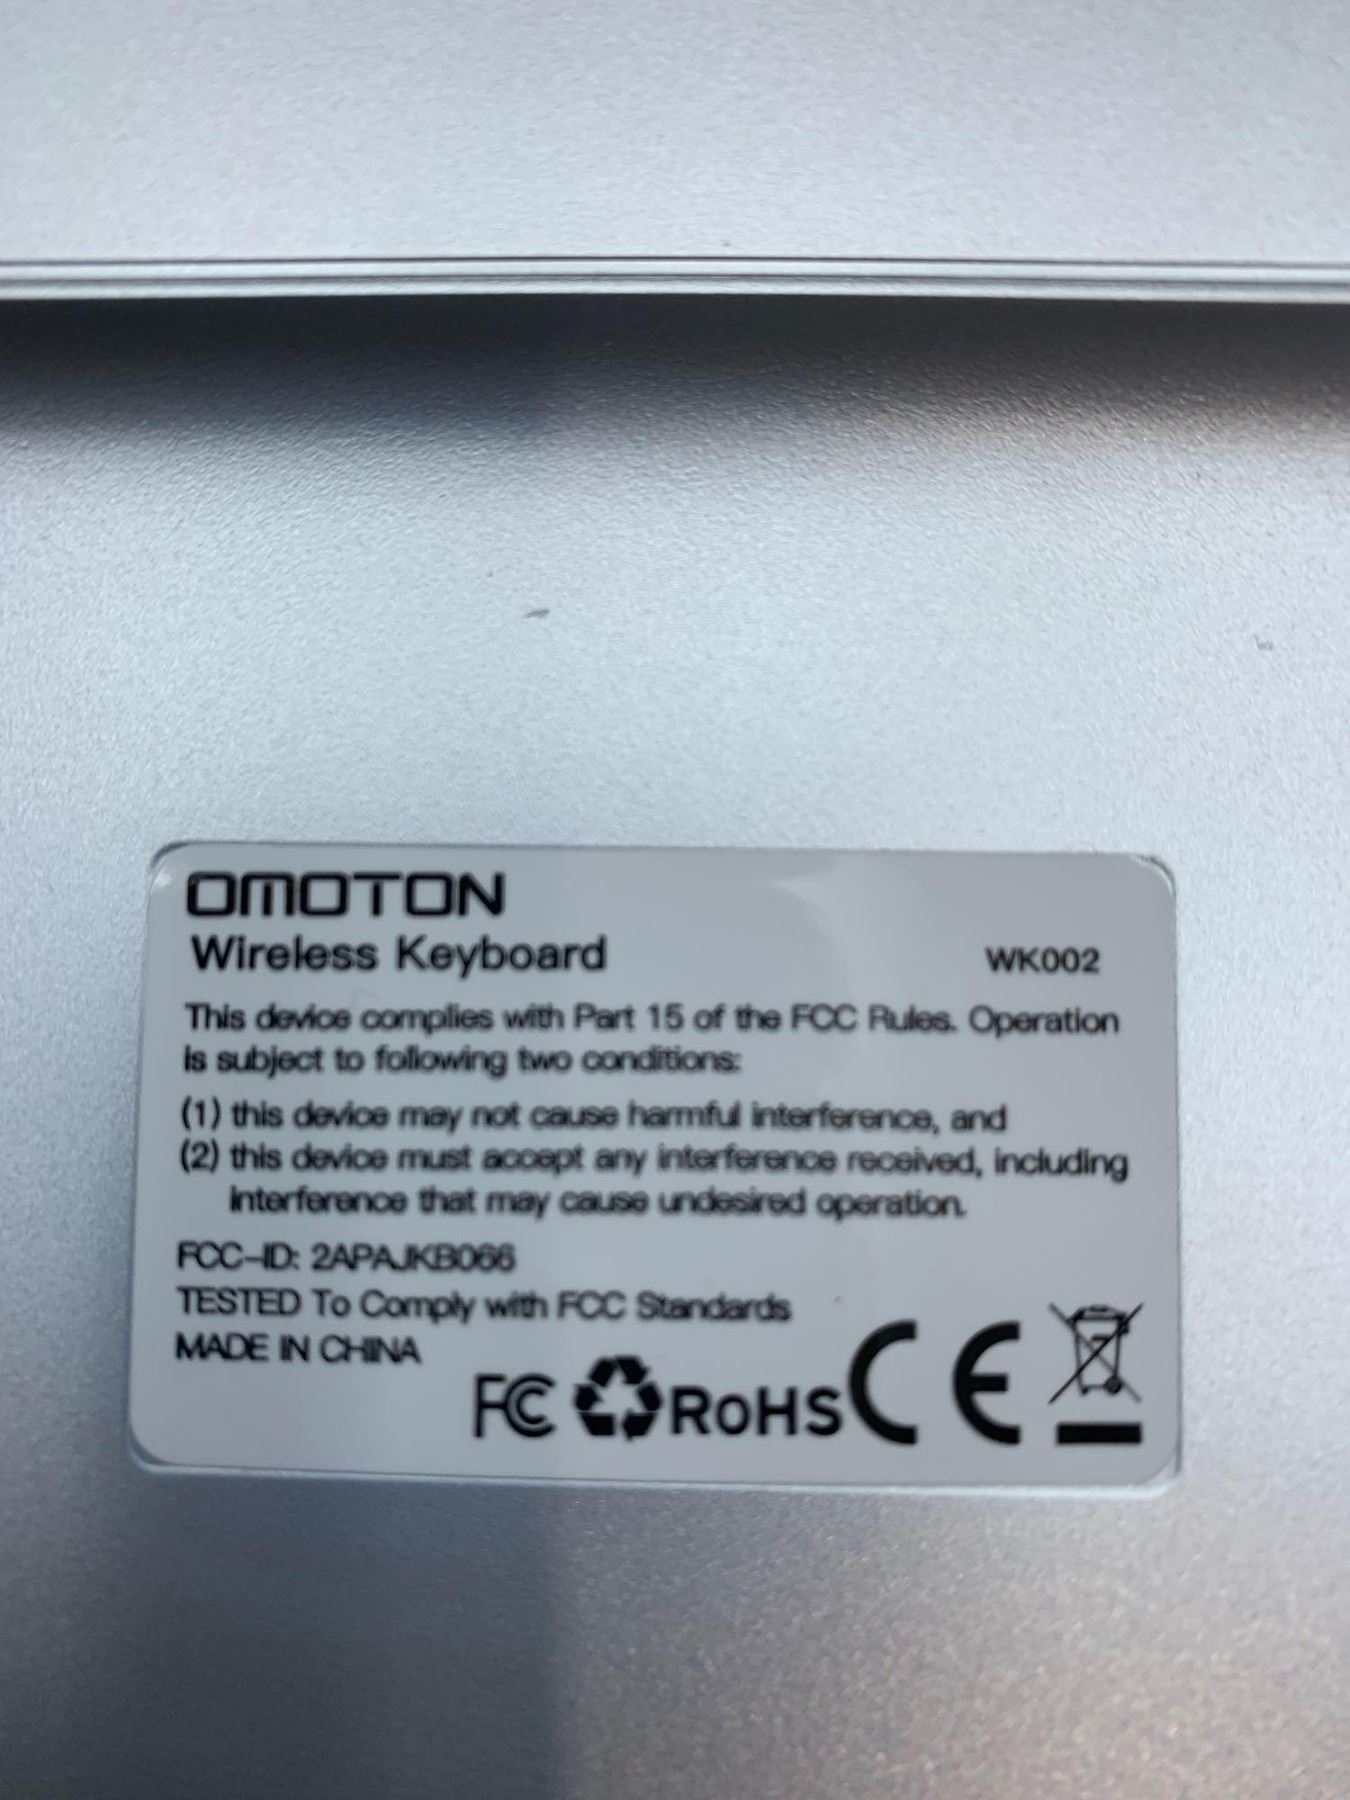 OMOTON
Wireless Keyboard WK002
This device complies with Part 15 of the FCC Rules. Operation
is subject to following two conditions:
(1) this device may not cause harmful interference, and
(2) this device must accept any interference received, including
interference that may cause undesired operation.
FCC-ID: 2APAJKB066
TESTED To Comply with FCC Standards
MADE IN CHINA
FC RoHS CE